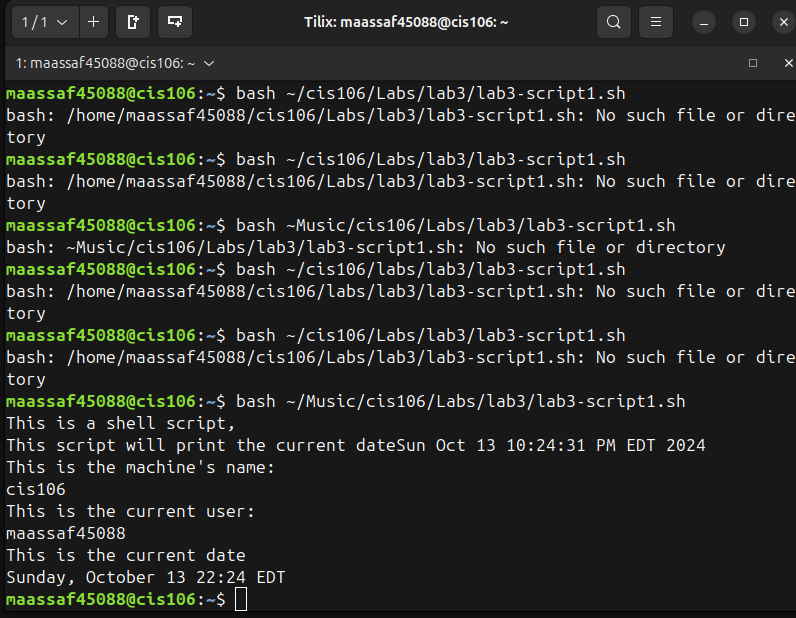 1 / 1
Tilix: maassaf45088@cis106: ~
1: maassaf45088@cis106: ~
maassaf45088@cis106:~$ bash ~/cis106/Labs/lab3/lab3-script1.sh
bash: /home/maassaf45088/cis106/Labs/lab3/lab3-script1.sh: No such file or direc
tory
maassaf45088@cis106:~$ bash ~/cis106/Labs/lab3/lab3-script1.sh
bash: /home/maassaf45088/cis106/Labs/lab3/lab3-script1.sh: No such file or dire
tory
maassaf45088@cis106:~$ bash ~Music/cis106/Labs/lab3/lab3-script1.sh
bash: ~Music/cis106/Labs/lab3/lab3-script1.sh: No such file or directory
maassaf45088@cis106:~$ bash ~/cis106/Labs/lab3/lab3-script1.sh
bash: /home/maassaf45088/cis106/Labs/lab3/lab3-script1.sh: No such file or dire
tory
maassaf45088@cis106:~$ bash ~/cis106/Labs/lab3/lab3-script1.sh
bash: /home/maassaf45088/cis106/Labs/lab3/lab3-script1.sh: No such file or dire
tory
maassaf45088@cis106:~$ bash ~/Music/cis106/Labs/lab3/lab3-script1.sh
This is a shell script,
This script will print the current dateSun Oct 13 10:24:31 PM EDT 2024
This is the machine's name:
cis106
This is the current user:
maassaf45088
This is the current date
Sunday, October 13 22:24 EDT
maassaf45088@cis106:~$